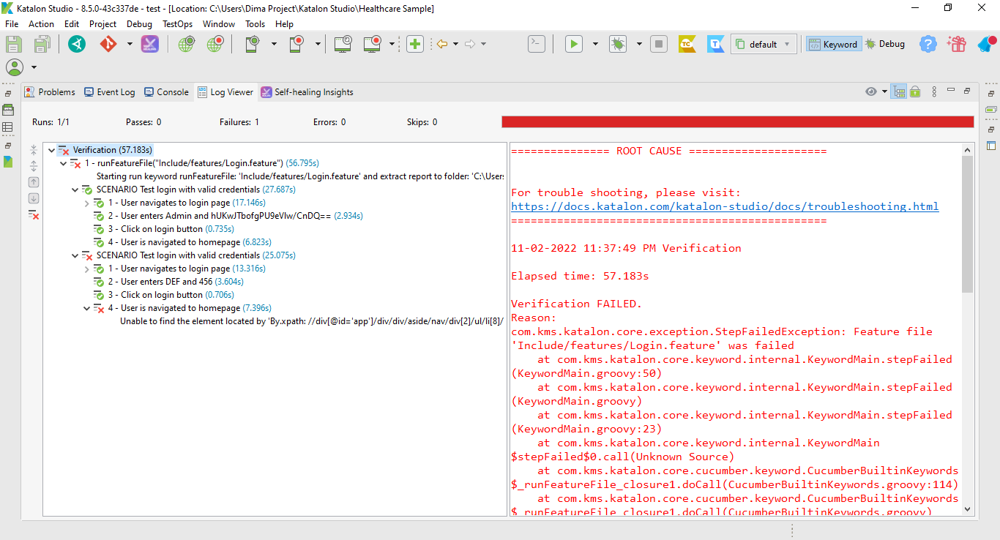 Katalon Studio - 8.5.0-43c337de - test - [Location: C:\Users\Dima Project\Katalon Studio\Healthcare Sample]
File Action Edit Project Debug TestOps Window Tools Help
default
Keyword
Debug
Problems Event Log Console Log Viewer Self-healing Insights
Runs: 1/1 Passes: 0 Failures: 1 Errors: 0 Skips: 0
Verification (57.183s)
1 - runFeatureFile("Include/features/Login.feature") (56.795s)
Starting run keyword runFeatureFile: 'Include/features/Login.feature' and extract report to folder: 'C:\Users
SCENARIO Test login with valid credentials (27.687s)
1 - User navigates to login page (17.146s)
2 - User enters Admin and hUKwJTbofgPU9eVlw/CnDQ== (2.934s)
3 - Click on login button (0.735s)
4 - User is navigated to homepage (6.823s)
SCENARIO Test login with valid credentials (25.075s)
1 - User navigates to login page (13.316s)
2 - User enters DEF and 456 (3.604s)
3 - Click on login button (0.706s)
4 - User is navigated to homepage (7.396s)
Unable to find the element located by 'By.xpath: //div[@id='app']/div/div/aside/nav/div[2]/ul/li[8]/
=============== ROOT CAUSE =====================
For trouble shooting, please visit:
https://docs.katalon.com/katalon-studio/docs/troubleshooting.html
================================================
11-02-2022 11:37:49 PM Verification
Elapsed time: 57.183s
Verification FAILED.
Reason:
com.kms.katalon.core.exception.StepFailedException: Feature file
'Include/features/Login.feature' was failed
at com.kms.katalon.core.keyword.internal.KeywordMain.stepFailed
(KeywordMain.groovy:50)
at com.kms.katalon.core.keyword.internal.KeywordMain.stepFailed
(KeywordMain.groovy)
at com.kms.katalon.core.keyword.internal.KeywordMain.stepFailed
(KeywordMain.groovy:23)
at com.kms.katalon.core.keyword.internal.KeywordMain
$stepFailed$0.call(Unknown Source)
at com.kms.katalon.core.cucumber.keyword.CucumberBuiltinKeywords
$_runFeatureFile_closure1.doCall(CucumberBuiltinKeywords.groovy:114)
at com.kms.katalon.core.cucumber.keyword.CucumberBuiltinKeywords
$_runFeatureFile_closure1.doCall(CucumberBuiltinKeywords.groovy)